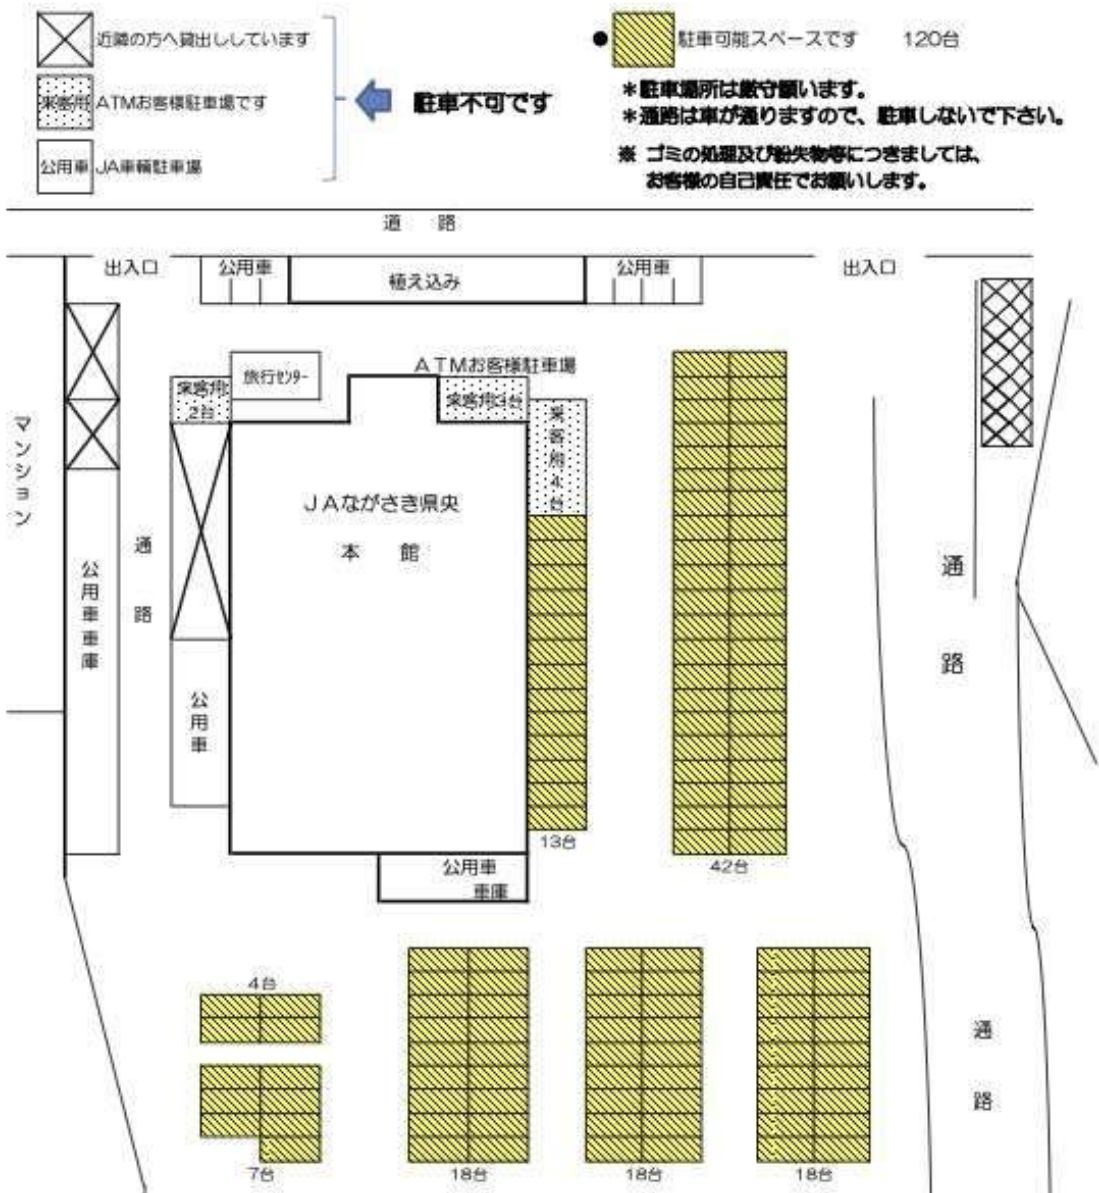 近隣の方へ貸出ししています
来客用 ATMお客様駐車場です
公用車 JA車輌駐車場
駐車不可です
● 駐車可能スペースです 120台
＊駐車場所は厳守願います。
＊通路は車が通りますので、駐車しないで下さい。
※ ゴミの処理及び紛失物等につきましては、
お客様の自己責任でお願いします。
道 路
出入口
公用車
植え込み
公用車
出入口
旅行センター
来客用
2台
ATMお客様駐車場
来客用3台
来客用4台
マンション
通路
公用車車庫
公用車
JAながさき県央
本 館
通路
13台
42台
公用車
車庫
4台
7台
18台
18台
18台
通路